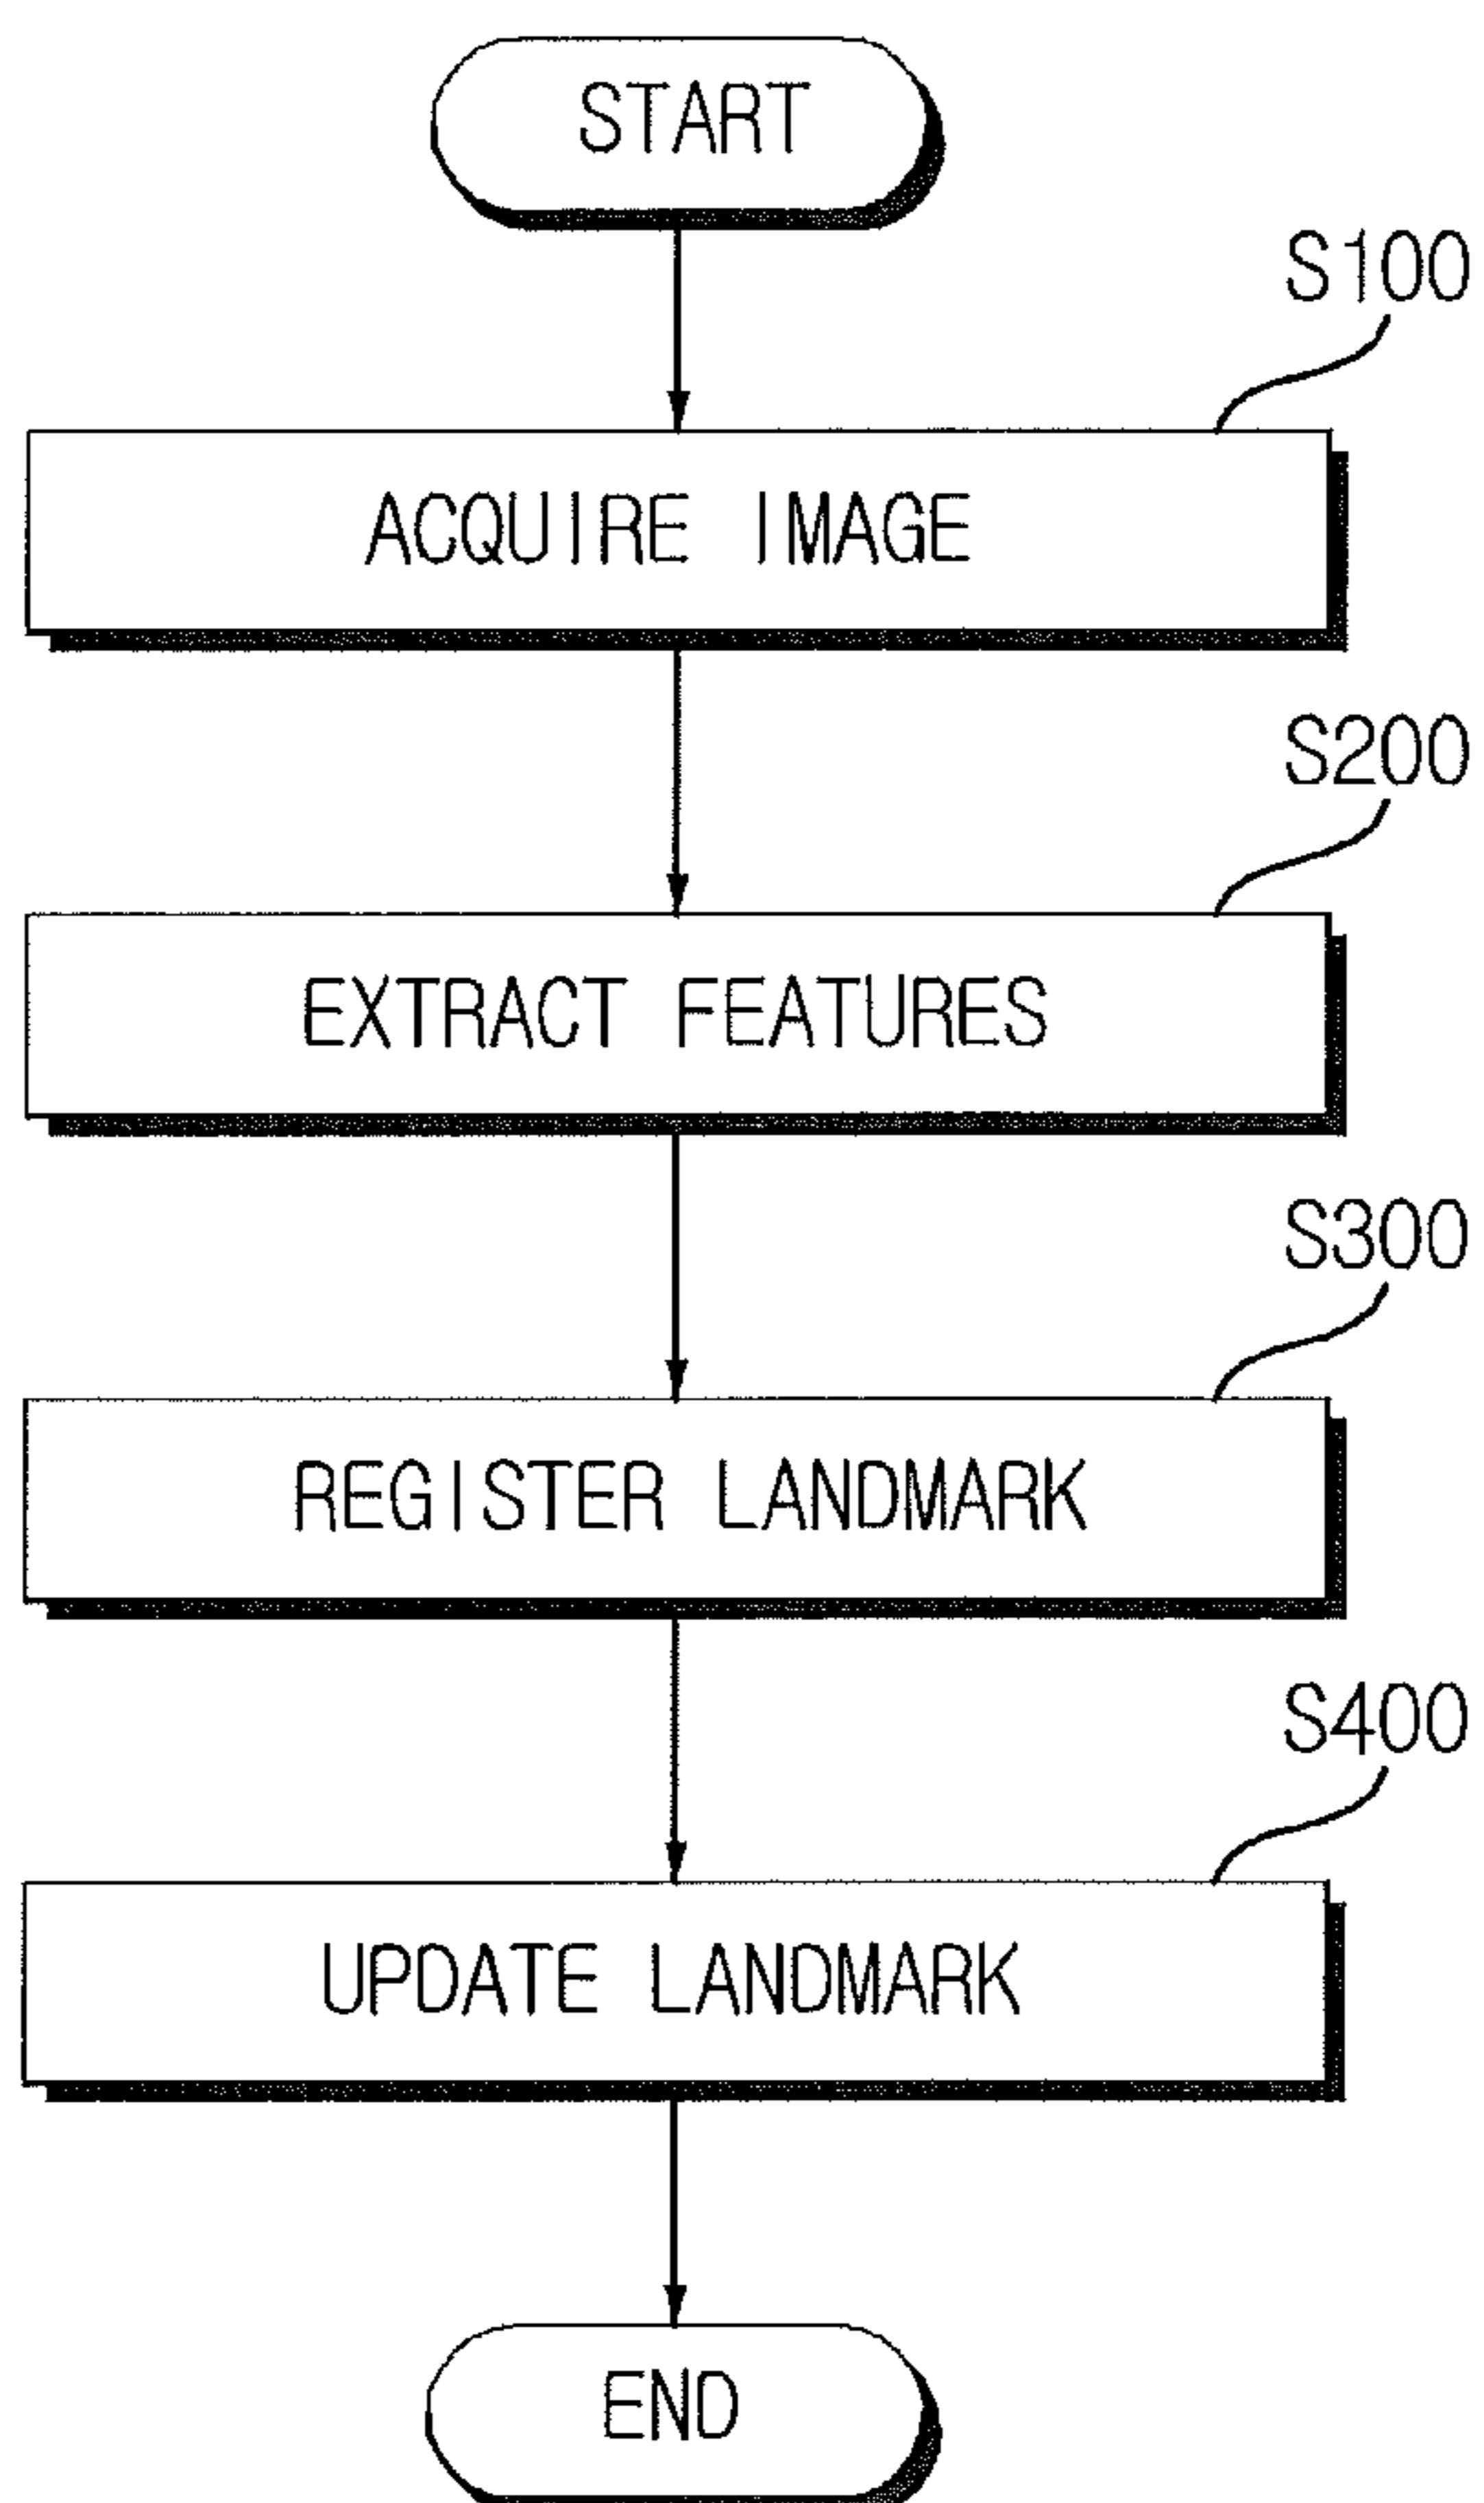 START
S100
ACQUIRE IMAGE
S200
EXTRACT FEATURES
S300
REGISTER LANDMARK
S400
UPDATE LANDMARK
END